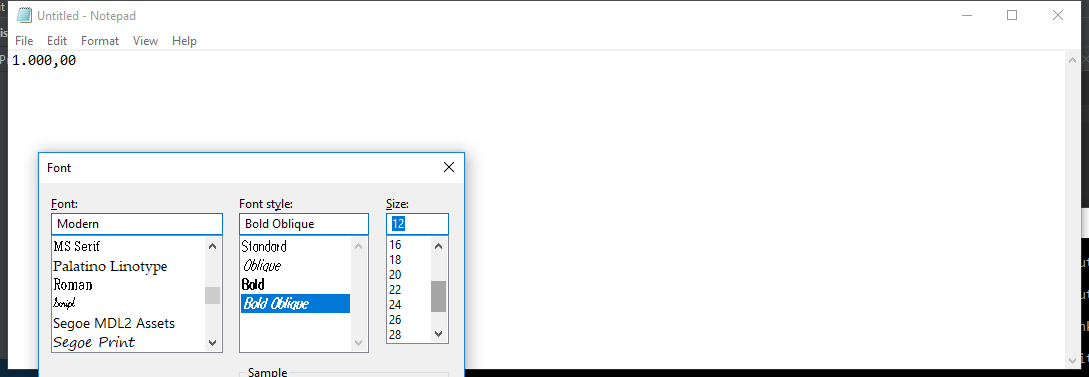 Untitled - Notepad
File Edit Format View Help
1.000,00
Font
Font: Font style: Size:
Modern Bold Oblique 12
MS Serif Standard 16
Palatino Linotype Oblique 18
Roman Bold 20
Script Bold Oblique 22
Segoe MDL2 Assets 24
Segoe Print 26
28
Sample